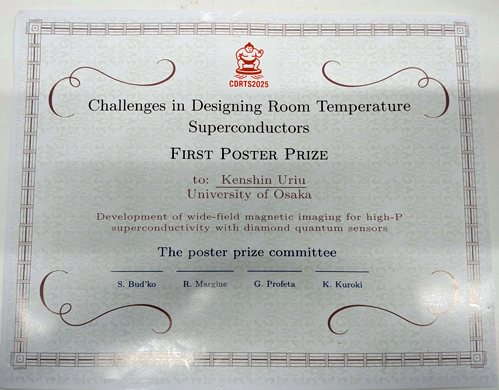 CDRTS2025
Challenges in Designing Room Temperature
Superconductors
First Poster Prize
to: Kenshin Uriu
University of Osaka
Development of wide-field magnetic imaging for high-P
superconductivity with diamond quantum sensors
The poster prize committee
S. Bud'ko R. Margine G. Profeta K. Kuroki